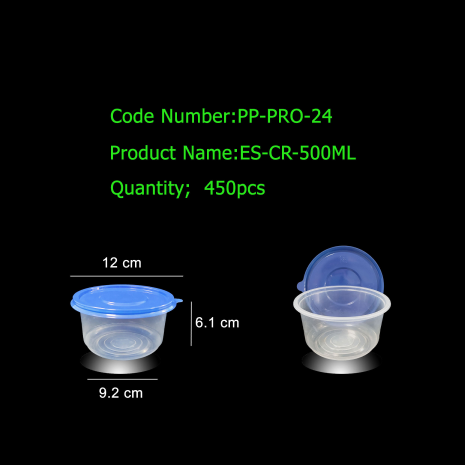 Code Number:PP-PRO-24
Product Name:ES-CR-500ML
Quantity;  450pcs
12 cm
6.1 cm
9.2 cm